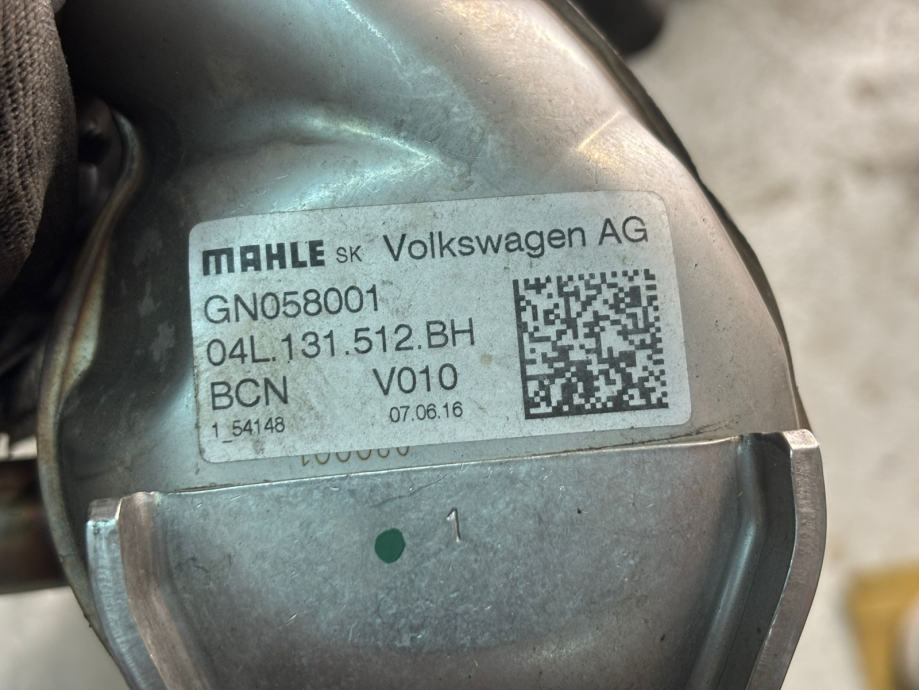 MAHLE SK Volkswagen AG
GN058001
04L.131.512.BH
BCN V010
1_54148 07.06.16
1